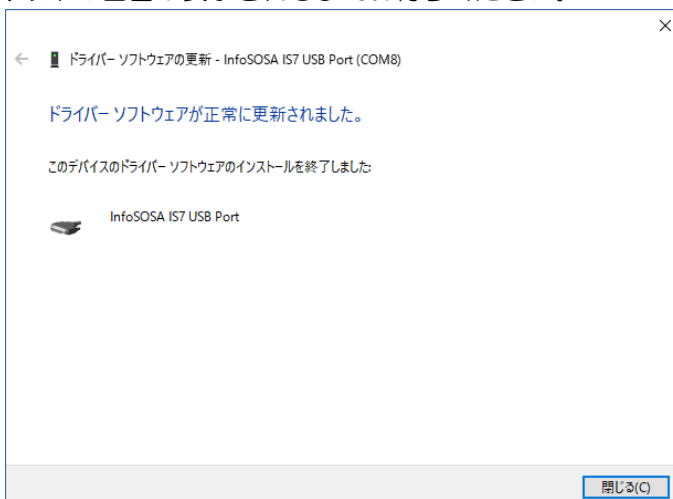 ドライバー ソフトウェアの更新 - InfoSOSA IS7 USB Port (COM8)
ドライバー ソフトウェアが正常に更新されました。
このデバイスのドライバー ソフトウェアのインストールを終了しました:
InfoSOSA IS7 USB Port
閉じる(C)